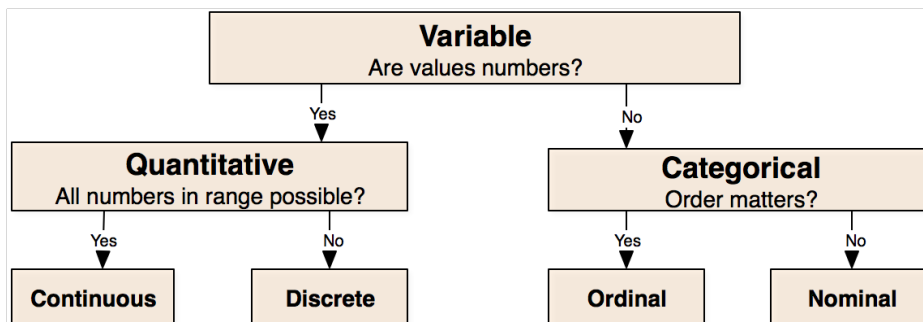 Variable
Are values numbers?
Yes
No
Quantitative
All numbers in range possible?
Categorical
Order matters?
Yes
No
Yes
No
Continuous
Discrete
Ordinal
Nominal